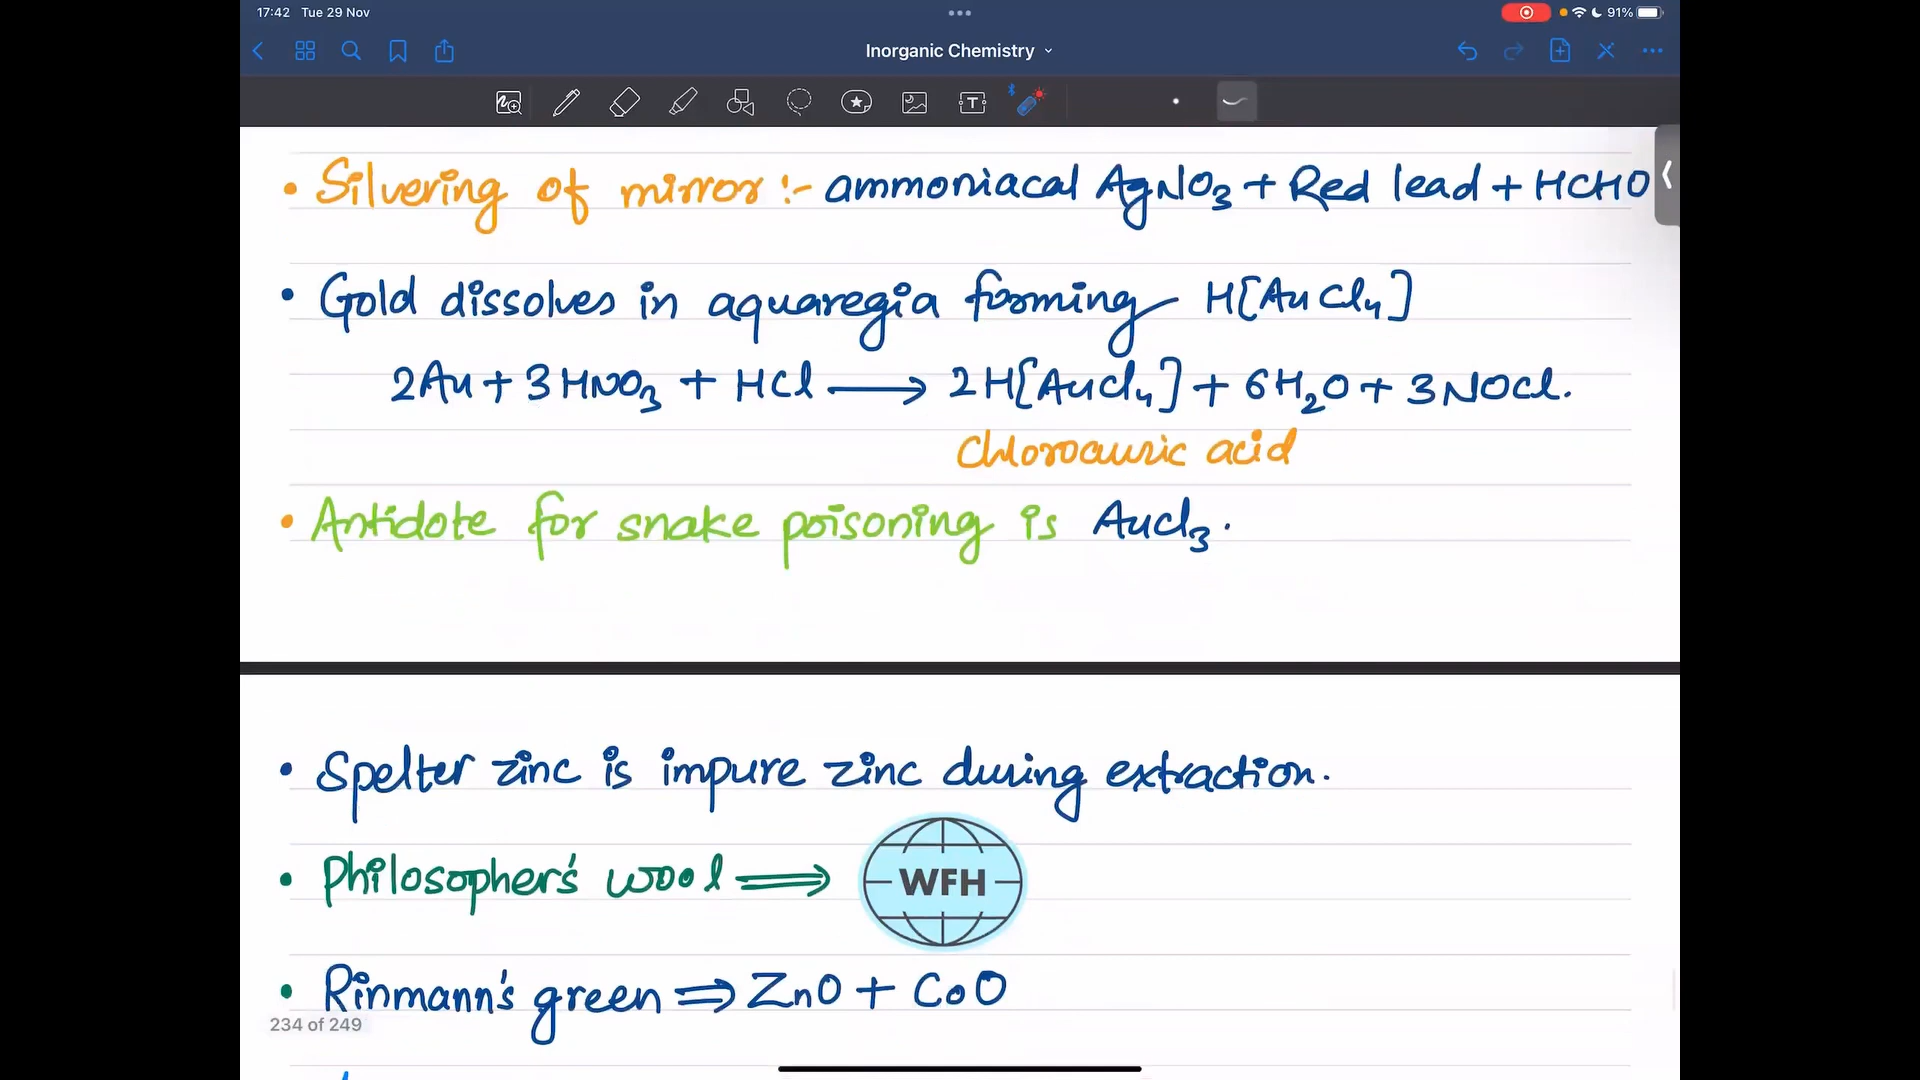 17:42 Tue 29 Nov
91%
Inorganic Chemistry
T
• Silvering of mirror :- ammoniacal AgNO₃ + Red lead + HCHO
• Gold dissolves in aquaregia forming H[AuCl₄]
2Au + 3HNO₃ + HCl ⟶ 2H[AuCl₄] + 6H₂O + 3NOCl.
Chloroauric acid
• Antidote for snake poisoning is AuCl₃.
• Spelter zinc is impure zinc during extraction.
• Philosopher's wool ⟹ WFH
• Rinmann's green ⟹ ZnO + CoO
234 of 249